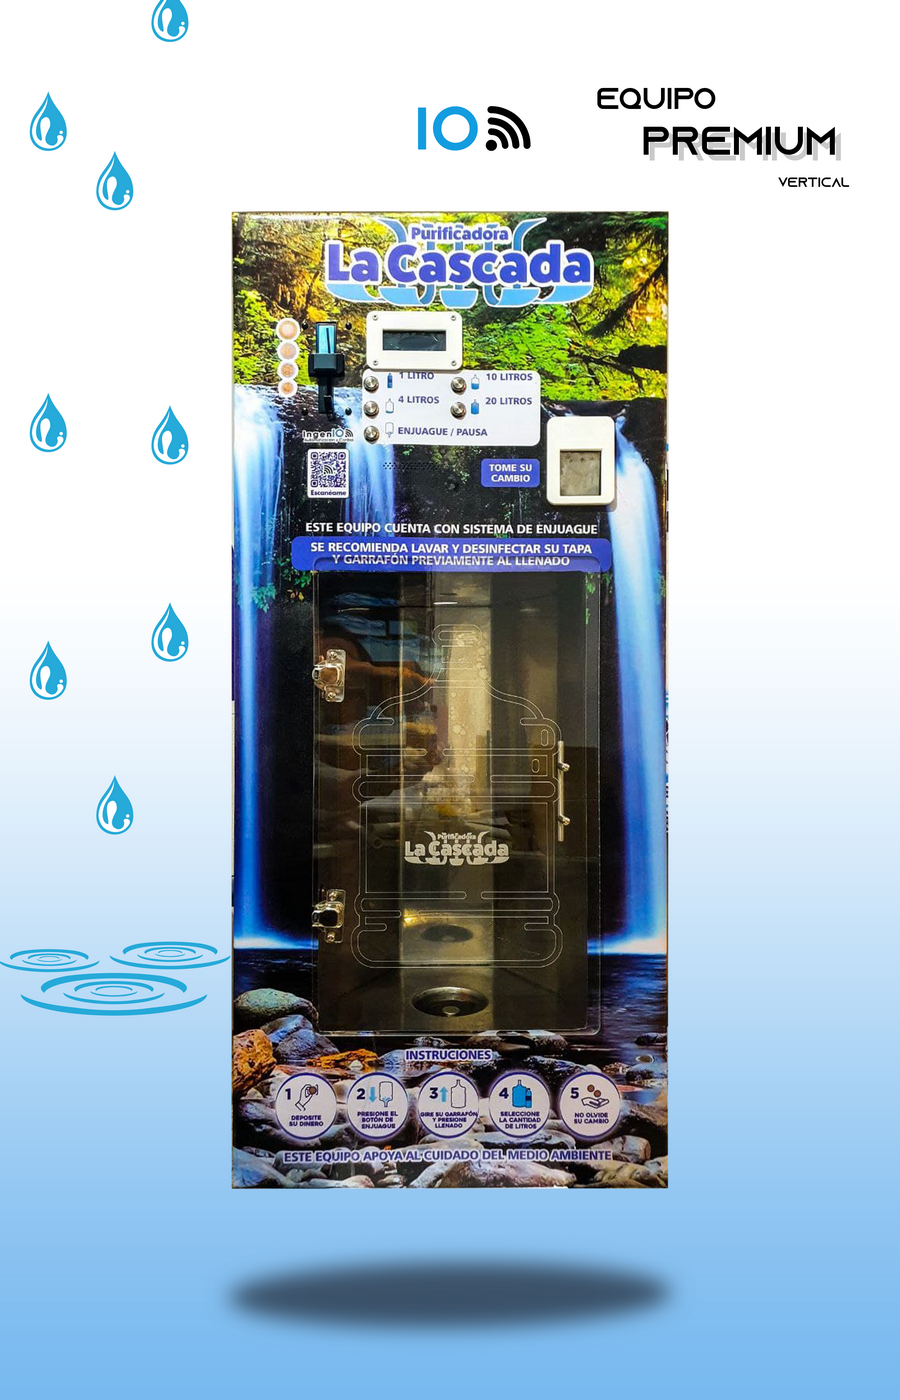 IO
EQUIPO
PREMIUM
VERTICAL
Purificadora
La Cascada
1 LITRO
10 LITROS
4 LITROS
20 LITROS
ENJUAGUE / PAUSA
IngenIO
Escanéame
TOME SU
CAMBIO
ESTE EQUIPO CUENTA CON SISTEMA DE ENJUAGUE
SE RECOMIENDA LAVAR Y DESINFECTAR SU TAPA
Y GARRAFÓN PREVIAMENTE AL LLENADO
Purificadora
La Cascada
INSTRUCIONES
1
DEPOSITE
SU DINERO
2
PRESIONE EL
BOTÓN DE
ENJUAGUE
3
GIRE SU GARRAFÓN
Y PRESIONE
LLENADO
4
SELECCIONE
LA CANTIDAD
DE LITROS
5
NO OLVIDE
SU CAMBIO
ESTE EQUIPO APOYA AL CUIDADO DEL MEDIO AMBIENTE